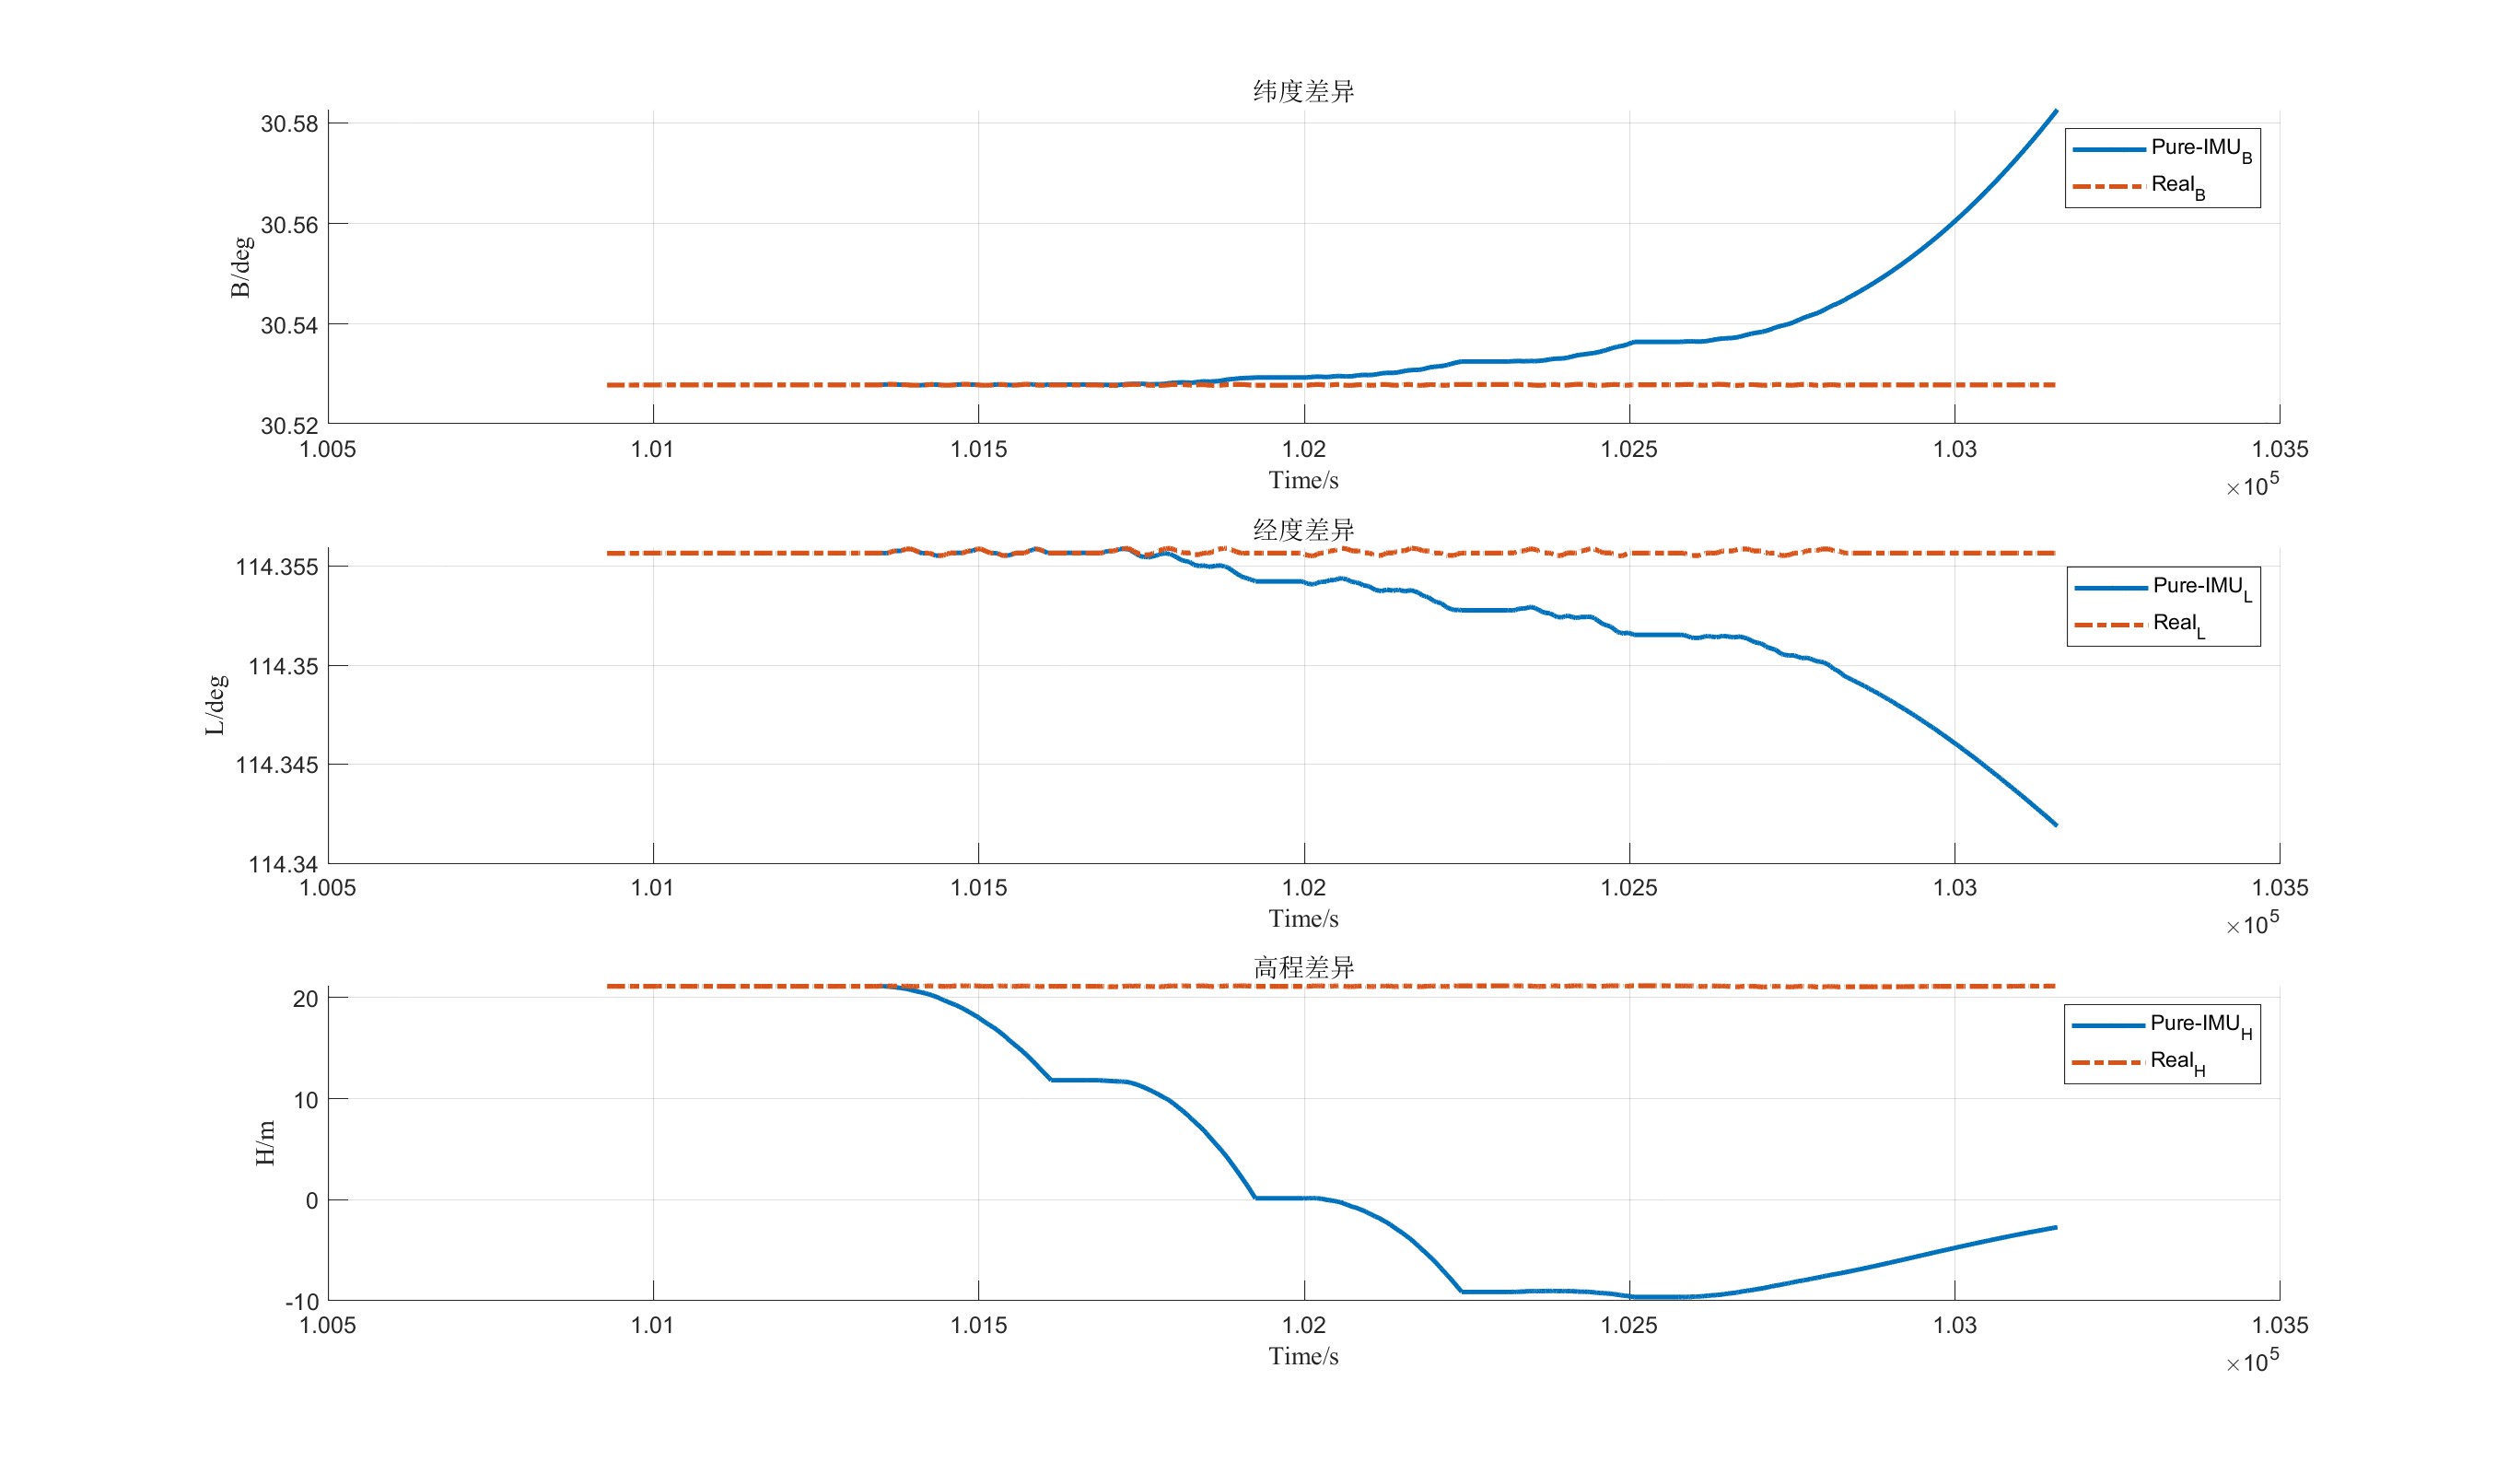 纬度差异
30.58
30.56
30.54
30.52
B/deg
Pure-IMU_B
Real_B
1.005 1.01 1.015 1.02 1.025 1.03 1.035
Time/s
×10^5
经度差异
114.355
114.35
114.345
114.34
L/deg
Pure-IMU_L
Real_L
1.005 1.01 1.015 1.02 1.025 1.03 1.035
Time/s
×10^5
高程差异
20
10
0
-10
H/m
Pure-IMU_H
Real_H
1.005 1.01 1.015 1.02 1.025 1.03 1.035
Time/s
×10^5